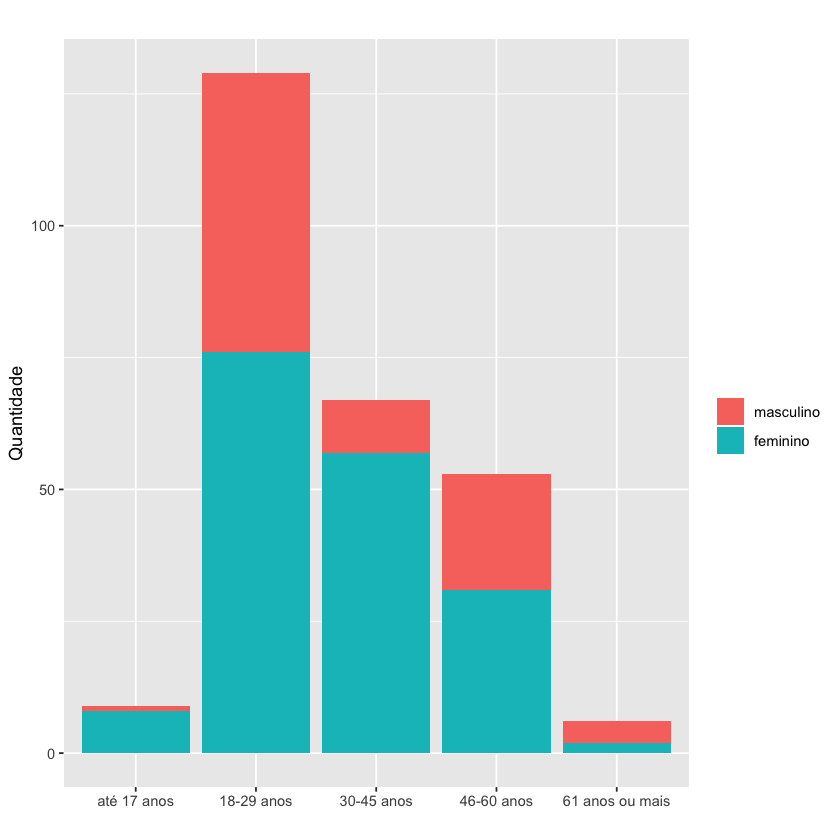 Quantidade
100
50
0
até 17 anos
18-29 anos
30-45 anos
46-60 anos
61 anos ou mais
masculino
feminino